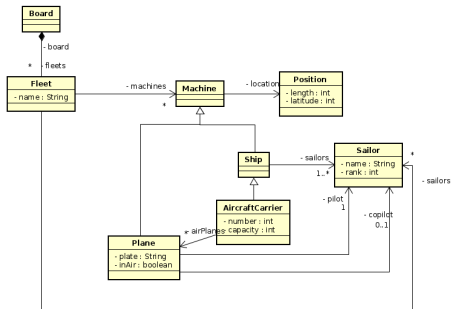 Board
- board
* - fleets
Fleet
- name : String
- machines
*
Machine
- location
Position
- length : int
- latitude : int
Ship
- sailors
1..*
Sailor
- name : String
- rank : int
*
- sailors
AircraftCarrier
- number : int
- capacity : int
- pilot
1
- copilot
0..1
* - airPlanes
Plane
- plate : String
- inAir : boolean